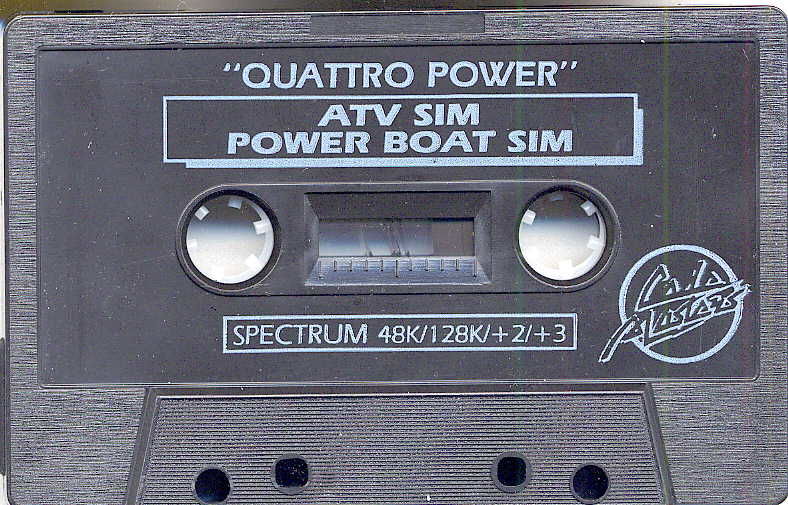 "QUATTRO POWER"
ATV SIM
POWER BOAT SIM
SPECTRUM 48K/128K/+2/+3
Code
Masters